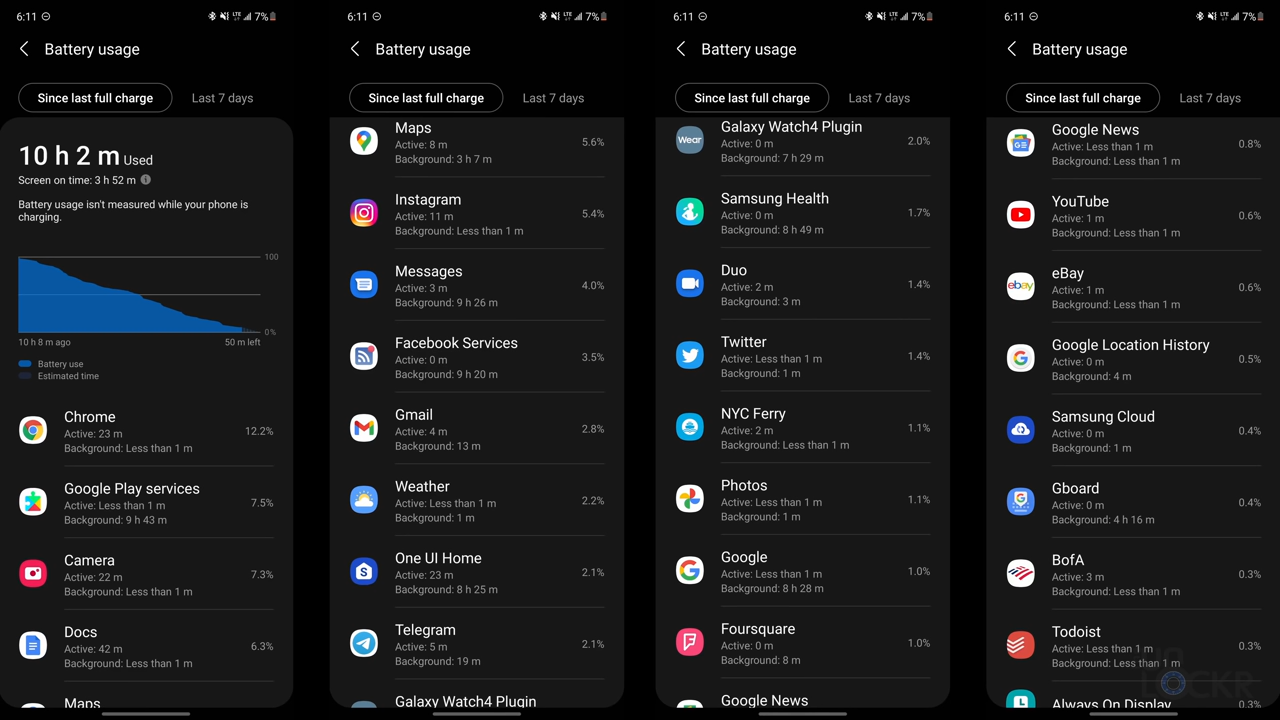 6:11
LTE 7%
Battery usage
Since last full charge Last 7 days
10 h 2 m Used
Screen on time: 3 h 52 m
Battery usage isn't measured while your phone is
charging.
100
0 %
10 h 8 m ago 50 m left
Battery use
Estimated time
Chrome
Active: 23 m
Background: Less than 1 m
12.2%
Google Play services
Active: Less than 1 m
Background: 9 h 43 m
7.5%
Camera
Active: 22 m
Background: Less than 1 m
7.3%
Docs
Active: 42 m
Background: Less than 1 m
6.3%
Maps
6:11
LTE 7%
Battery usage
Since last full charge Last 7 days
Maps
Active: 8 m
Background: 3 h 7 m
5.6%
Instagram
Active: 11 m
Background: Less than 1 m
5.4%
Messages
Active: 3 m
Background: 9 h 26 m
4.0%
Facebook Services
Active: 0 m
Background: 9 h 20 m
3.5%
Gmail
Active: 4 m
Background: 13 m
2.8%
Weather
Active: Less than 1 m
Background: 1 m
2.2%
One UI Home
Active: 23 m
Background: 8 h 25 m
2.1%
Telegram
Active: 5 m
Background: 19 m
2.1%
Galaxy Watch4 Plugin
6:11
LTE 7%
Battery usage
Since last full charge Last 7 days
Wear
Galaxy Watch4 Plugin
Active: 0 m
Background: 7 h 29 m
2.0%
Samsung Health
Active: 0 m
Background: 8 h 49 m
1.7%
Duo
Active: 2 m
Background: 3 m
1.4%
Twitter
Active: Less than 1 m
Background: 1 m
1.4%
NYC Ferry
Active: 2 m
Background: Less than 1 m
1.1%
Photos
Active: Less than 1 m
Background: 1 m
1.1%
Google
Active: Less than 1 m
Background: 8 h 28 m
1.0%
Foursquare
Active: 0 m
Background: 8 m
1.0%
Google News
6:11
LTE 7%
Battery usage
Since last full charge Last 7 days
Google News
Active: Less than 1 m
Background: Less than 1 m
0.8%
YouTube
Active: 1 m
Background: Less than 1 m
0.6%
ebay
eBay
Active: 1 m
Background: Less than 1 m
0.6%
Google Location History
Active: 0 m
Background: 4 m
0.5%
Samsung Cloud
Active: 0 m
Background: 1 m
0.4%
Gboard
Active: 0 m
Background: 4 h 16 m
0.4%
BofA
Active: 3 m
Background: Less than 1 m
0.3%
Todoist
Active: Less than 1 m
Background: Less than 1 m
0.3%
Always On Display
0.3%